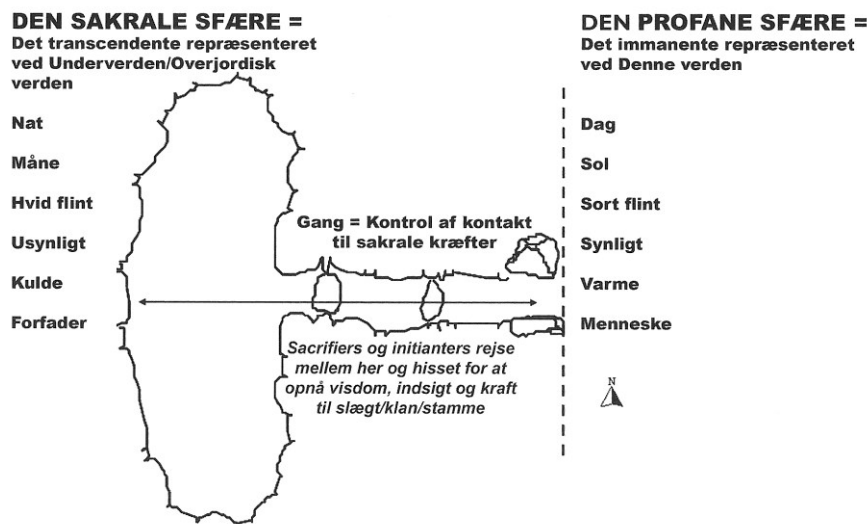 DEN SAKRALE SFÆRE =
Det transcendente repræsenteret
ved Underverden/Overjordisk
verden
Nat
Måne
Hvid flint
Usynligt
Kulde
Forfader
Gang = Kontrol af kontakt
til sakrale kræfter
Sacrifiers og initianters rejse
mellem her og hisset for at
opnå visdom, indsigt og kraft
til slægt/klan/stamme
DEN PROFANE SFÆRE =
Det immanente repræsenteret
ved Denne verden
Dag
Sol
Sort flint
Synligt
Varme
Menneske
N